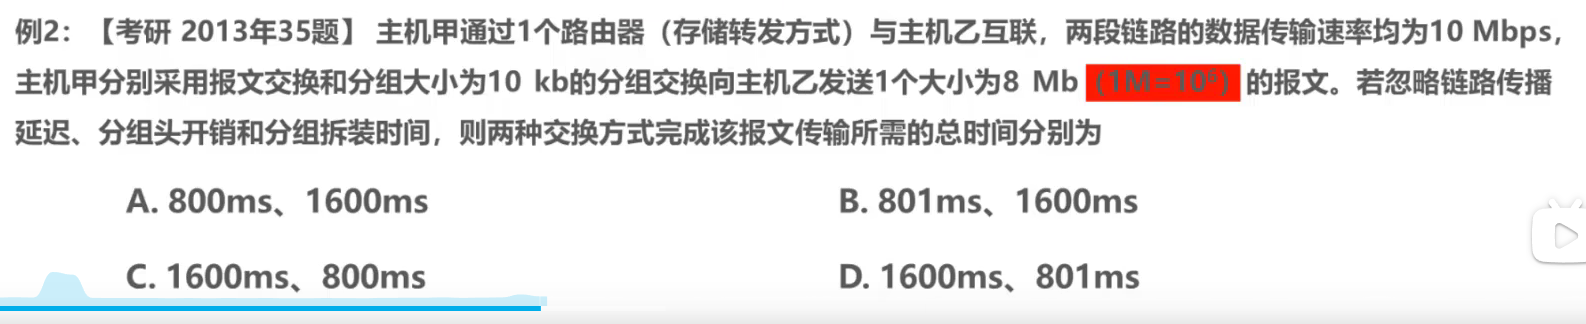 例2：【考研 2013年35题】 主机甲通过1个路由器（存储转发方式）与主机乙互联，两段链路的数据传输速率均为10 Mbps，
主机甲分别采用报文交换和分组大小为10 kb的分组交换向主机乙发送1个大小为8 Mb（1M=10⁶）的报文。若忽略链路传播
延迟、分组头开销和分组拆装时间，则两种交换方式完成该报文传输所需的总时间分别为
A. 800ms、1600ms
B. 801ms、1600ms
C. 1600ms、800ms
D. 1600ms、801ms